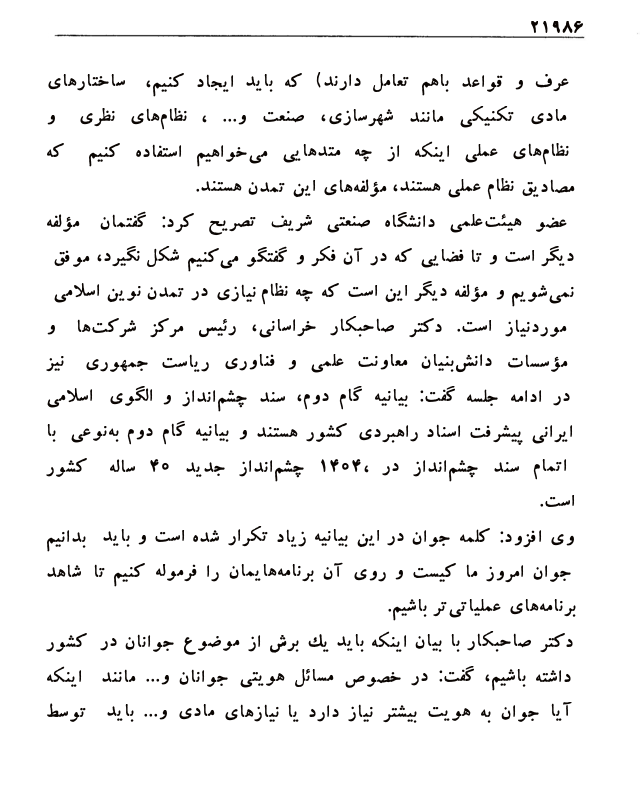 ۲۱۹۸۶
عرف و قواعد باهم تعامل دارند) که باید ایجاد کنیم، ساختارهای
مادی تکنیکی مانند شهرسازی، صنعت و... ، نظام‌های نظری و
نظام‌های عملی اینکه از چه متدهایی می‌خواهیم استفاده کنیم که
مصادیق نظام عملی هستند، مؤلفه‌های این تمدن هستند.
عضو هیئت‌علمی دانشگاه صنعتی شریف تصریح کرد: گفتمان مؤلفه
دیگر است و تا فضایی که در آن فکر و گفتگو می‌کنیم شکل نگیرد، موفق
نمی‌شویم و مؤلفه دیگر این است که چه نظام نیازی در تمدن نوین اسلامی
موردنیاز است. دکتر صاحبکار خراسانی، رئیس مرکز شرکت‌ها و
مؤسسات دانش‌بنیان معاونت علمی و فناوری ریاست جمهوری نیز
در ادامه جلسه گفت: بیانیه گام دوم، سند چشم‌انداز و الگوی اسلامی
ایرانی پیشرفت اسناد راهبردی کشور هستند و بیانیه گام دوم به‌نوعی با
اتمام سند چشم‌انداز در ۱۴۰۴، چشم‌انداز جدید ۴۰ ساله کشور
است.
وی افزود: کلمه جوان در این بیانیه زیاد تکرار شده است و باید بدانیم
جوان امروز ما کیست و روی آن برنامه‌هایمان را فرموله کنیم تا شاهد
برنامه‌های عملیاتی‌تر باشیم.
دکتر صاحبکار با بیان اینکه باید یك برش از موضوع جوانان در کشور
داشته باشیم، گفت: در خصوص مسائل هویتی جوانان و... مانند اینکه
آیا جوان به هویت بیشتر نیاز دارد یا نیازهای مادی و... باید توسط